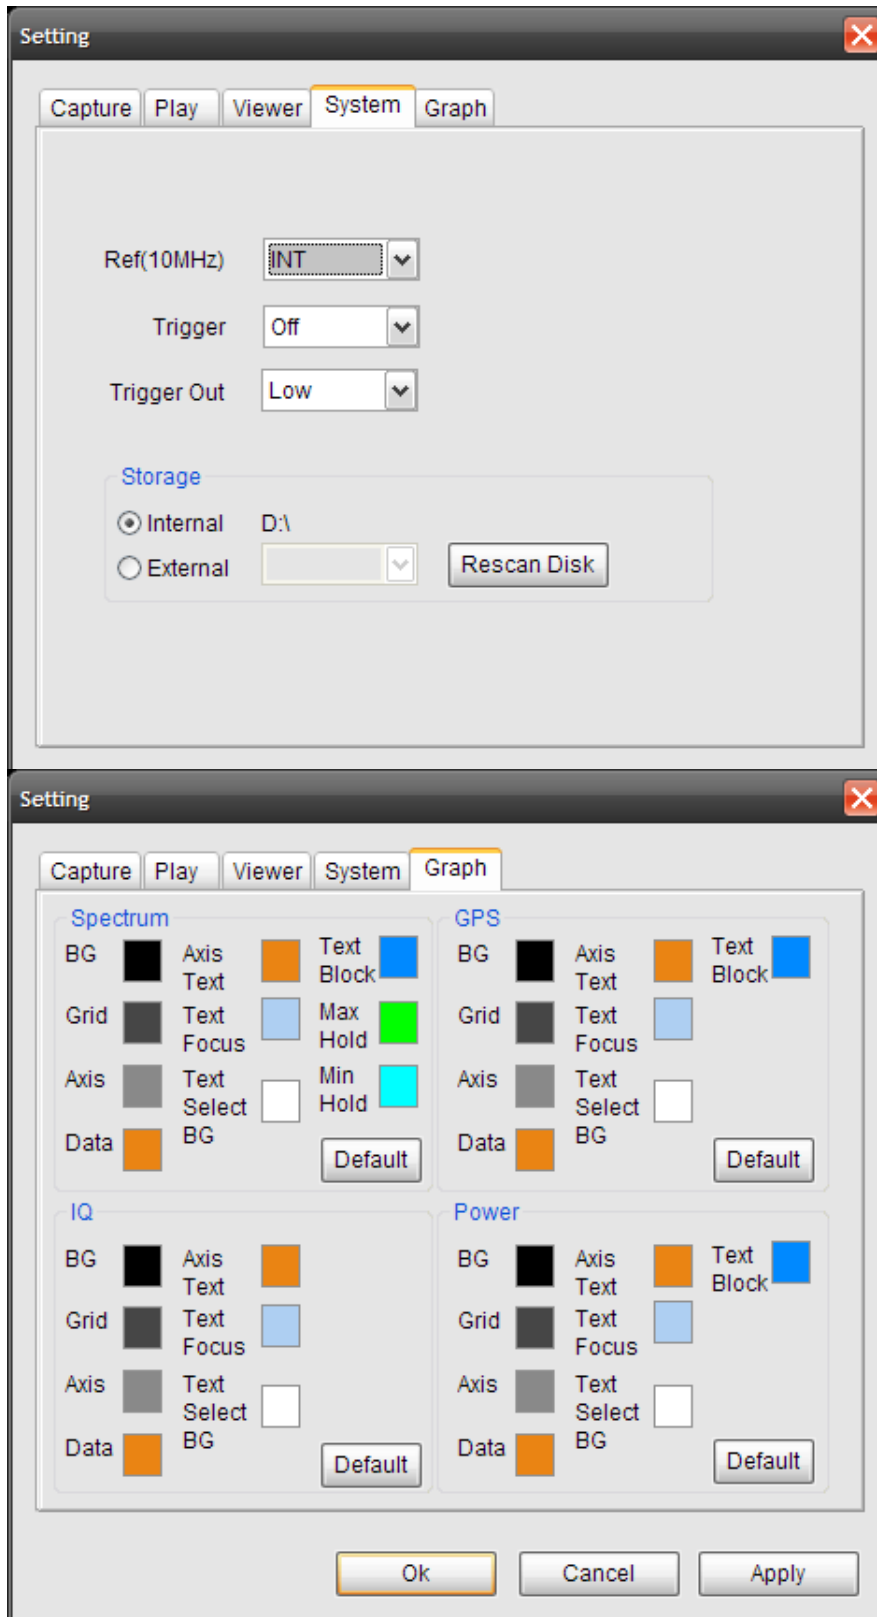 Setting
Capture Play Viewer System Graph
Ref(10MHz) INT
Trigger Off
Trigger Out Low
Storage
Internal D:\
External Rescan Disk
Setting
Capture Play Viewer System Graph
Spectrum
BG Axis Text Text Block
Grid Text Focus Max Hold
Axis Text Select BG Min Hold
Data Default
GPS
BG Axis Text Text Block
Grid Text Focus
Axis Text Select BG
Data Default
IQ
BG Axis Text
Grid Text Focus
Axis Text Select BG
Data Default
Power
BG Axis Text Text Block
Grid Text Focus
Axis Text Select BG
Data Default
Ok Cancel Apply